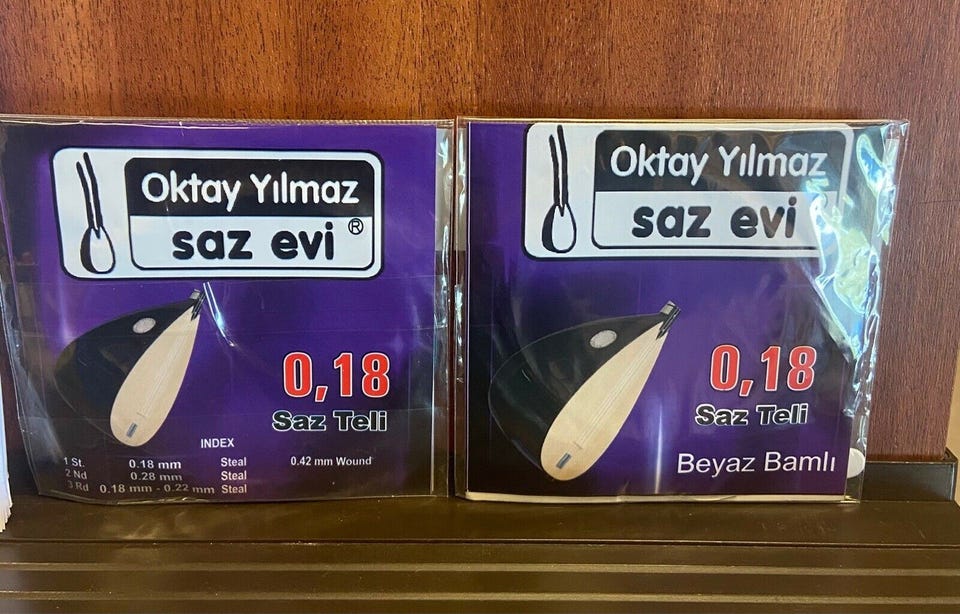 Oktay Yılmaz
saz evi ®
0,18
Saz Teli
INDEX
1 St. 0.18 mm Steal 0.42 mm Wound
2 Nd 0.28 mm Steal
3 Rd 0.18 mm - 0.22 mm Steal
Oktay Yılmaz
saz evi
0,18
Saz Teli
Beyaz Bamlı